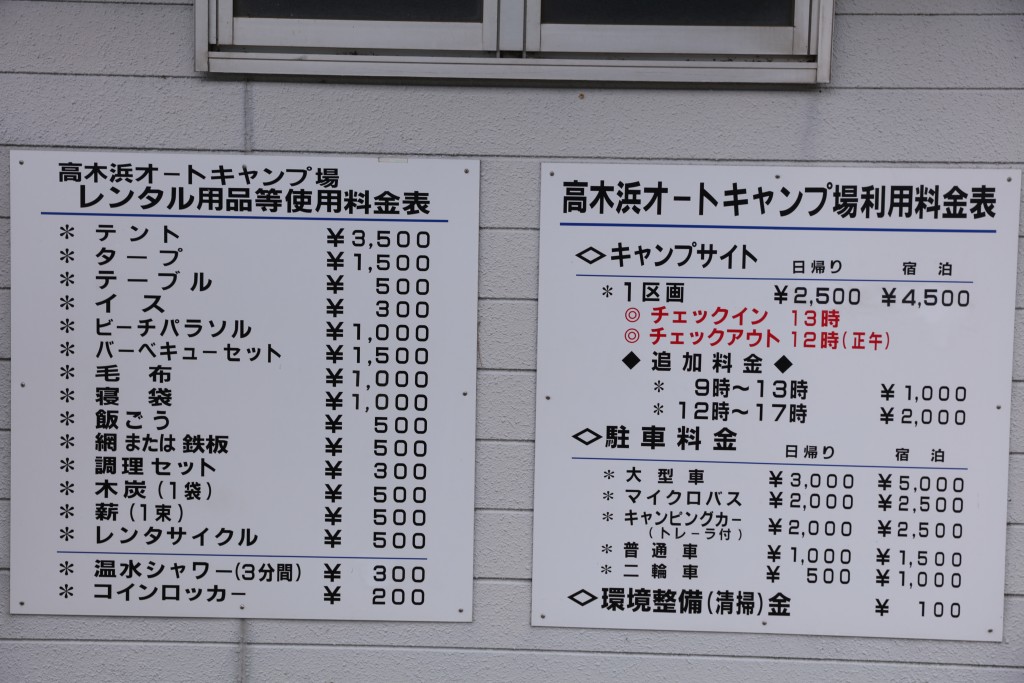 高木浜オートキャンプ場
レンタル用品等使用料金表
＊ テント ¥3,500
＊ タープ ¥1,500
＊ テーブル ¥ 500
＊ イス ¥ 300
＊ ビーチパラソル ¥1,000
＊ バーベキューセット ¥1,500
＊ 毛布 ¥1,000
＊ 寝袋 ¥1,000
＊ 飯ごう ¥ 500
＊ 網または鉄板 ¥ 500
＊ 調理セット ¥ 300
＊ 木炭(1袋) ¥ 500
＊ 薪(1束) ¥ 500
＊ レンタサイクル ¥ 500
＊ 温水シャワー(3分間) ¥ 300
＊ コインロッカー ¥ 200
高木浜オートキャンプ場利用料金表
◇キャンプサイト 日帰り 宿泊
＊1区画 ¥2,500 ¥4,500
◎ チェックイン 13時
◎ チェックアウト 12時(正午)
◆ 追加料金 ◆
＊ 9時〜13時 ¥1,000
＊ 12時〜17時 ¥2,000
◇駐車料金 日帰り 宿泊
＊ 大型車 ¥3,000 ¥5,000
＊ マイクロバス ¥2,000 ¥2,500
＊ キャンピングカー ¥2,000 ¥2,500
(トレーラ付)
＊ 普通車 ¥1,000 ¥1,500
＊ 二輪車 ¥ 500 ¥1,000
◇環境整備(清掃)金 ¥ 100